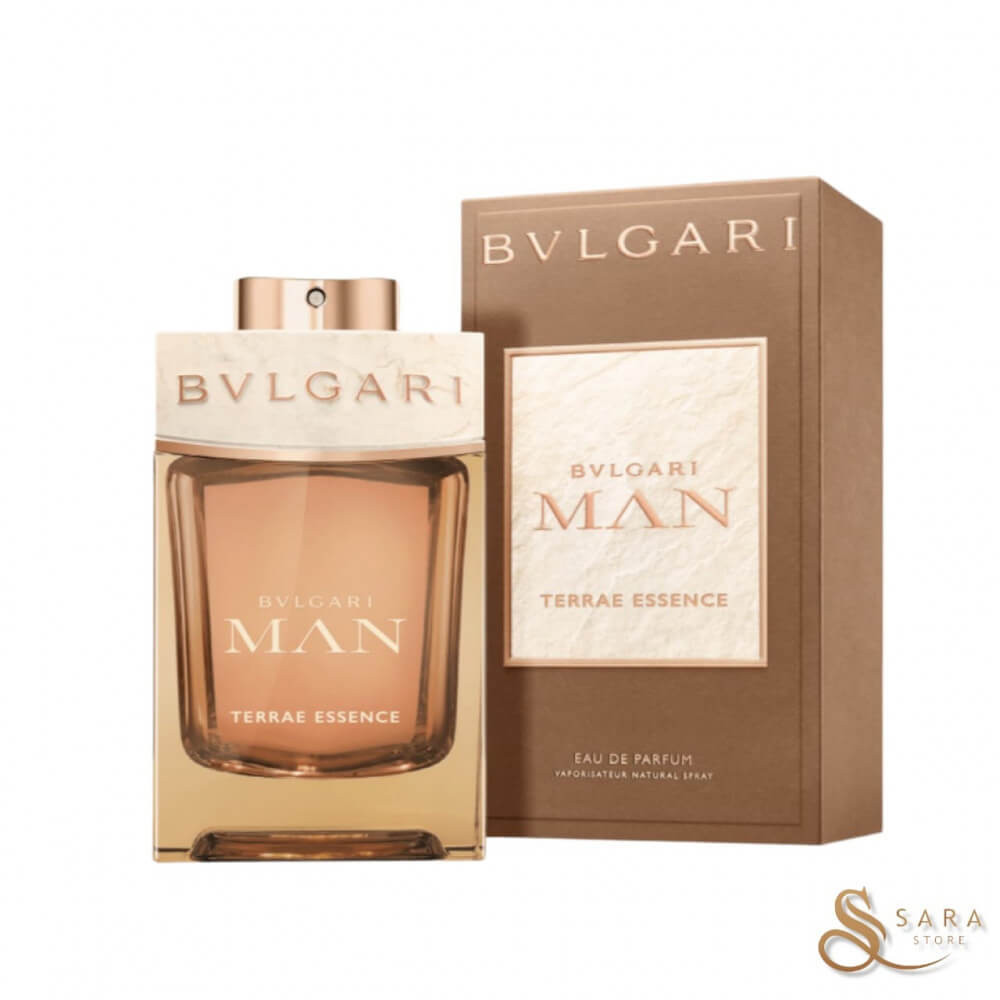 BVLGARI
BVLGARI
MAN
TERRAE ESSENCE
BVLGARI
BVLGARI
MAN
TERRAE ESSENCE
EAU DE PARFUM
VAPORISATEUR NATURAL SPRAY
SARA
STORE